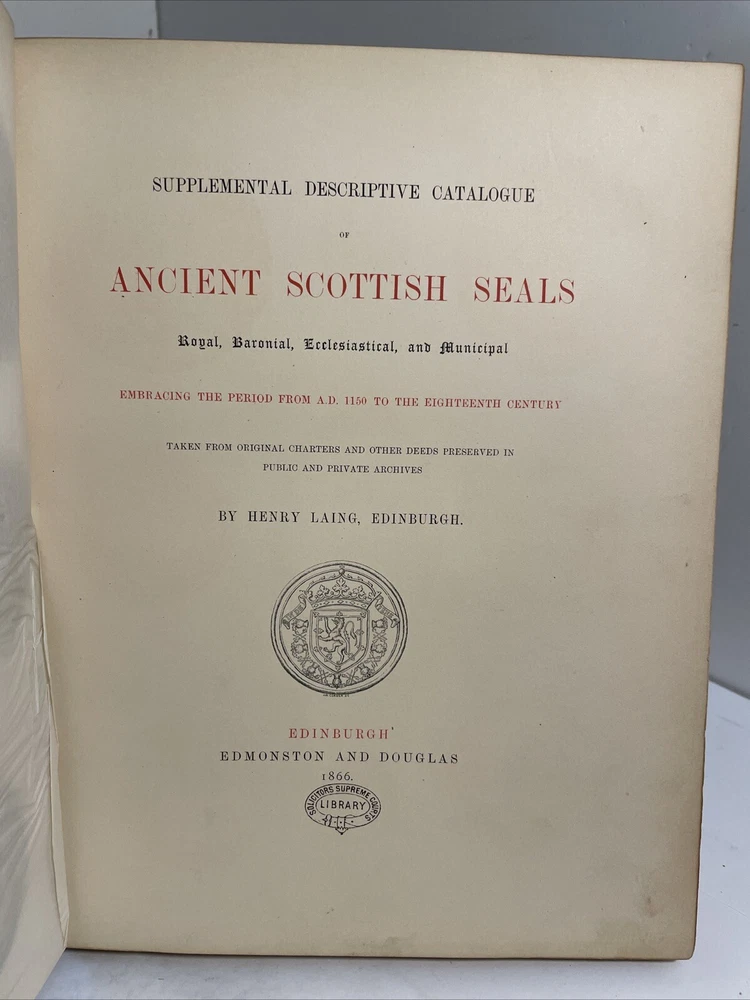 SUPPLEMENTAL DESCRIPTIVE CATALOGUE
OF
ANCIENT SCOTTISH SEALS
Royal, Baronial, Ecclesiastical, and Municipal
EMBRACING THE PERIOD FROM A.D. 1150 TO THE EIGHTEENTH CENTURY
TAKEN FROM ORIGINAL CHARTERS AND OTHER DEEDS PRESERVED IN
PUBLIC AND PRIVATE ARCHIVES
BY HENRY LAING, EDINBURGH.
EDINBURGH
EDMONSTON AND DOUGLAS
1866.
SOLICITORS SUPREME COURTS
LIBRARY